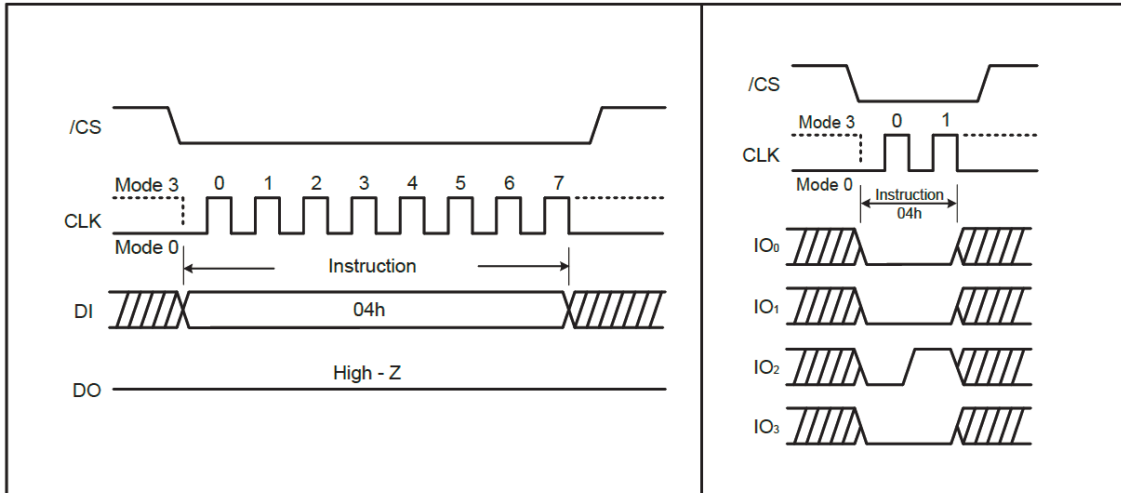 /CS
Mode 3
0 1 2 3 4 5 6 7
CLK
Mode 0
Instruction
DI
04h
High - Z
DO
/CS
Mode 3
0 1
CLK
Mode 0
Instruction
04h
IO₀
IO₁
IO₂
IO₃